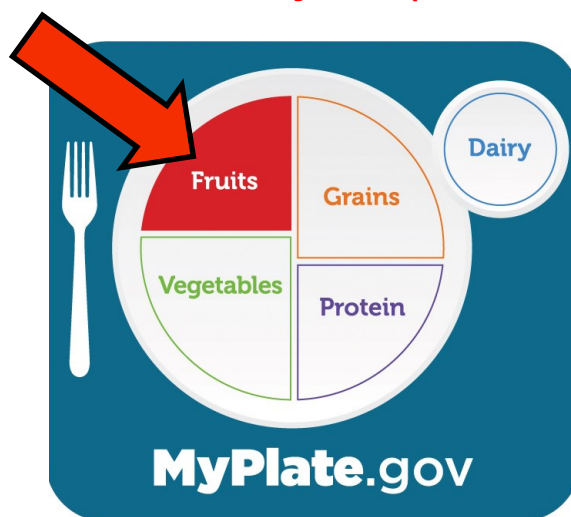 Dairy
Fruits
Grains
Vegetables
Protein
MyPlate.gov